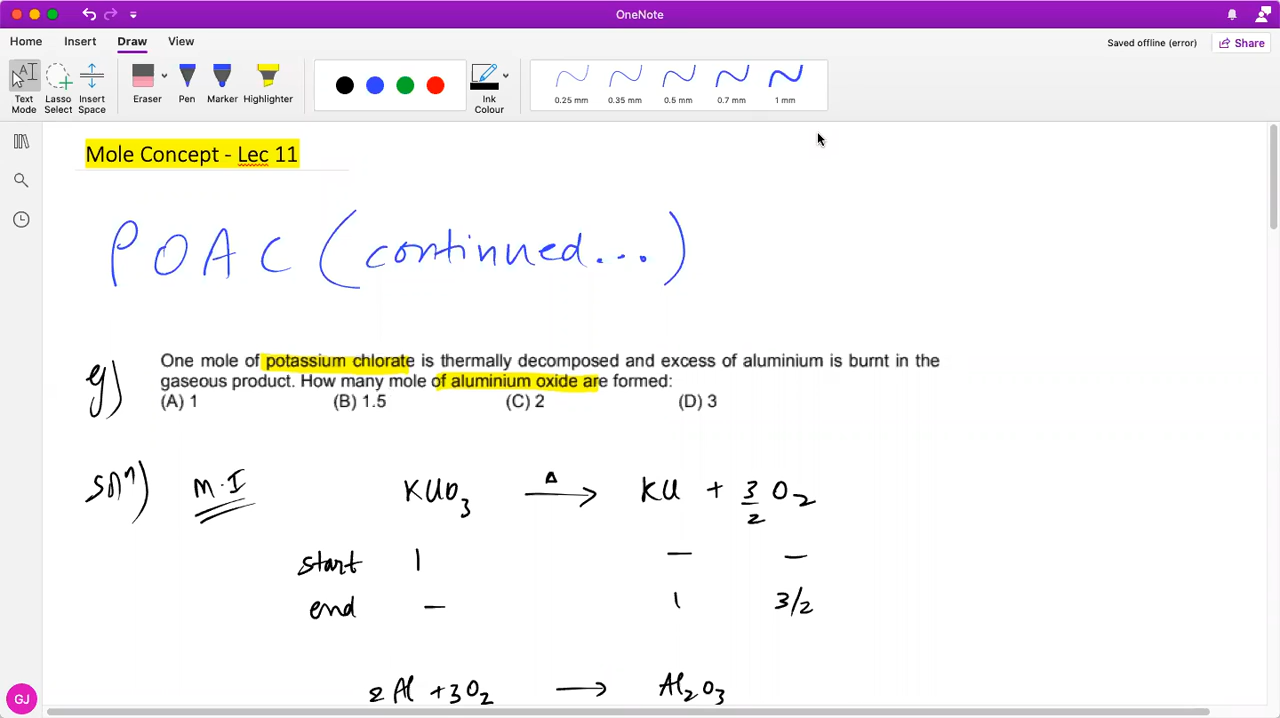 OneNote
Home Insert Draw View
Saved offline (error) Share
Text Mode
Lasso Select
Insert Space
Eraser
Pen
Marker
Highlighter
Ink Colour
0.25 mm 0.35 mm 0.5 mm 0.7 mm 1 mm
Mole Concept - Lec 11
POAC (continued...)
eg) One mole of potassium chlorate is thermally decomposed and excess of aluminium is burnt in the
gaseous product. How many mole of aluminium oxide are formed:
(A) 1 (B) 1.5 (C) 2 (D) 3
Solⁿ) M.I KClO₃ Δ→ KCl + 3/2 O₂
start 1 — —
end — 1 3/2
2Al + 3O₂ → Al₂O₃
GJ